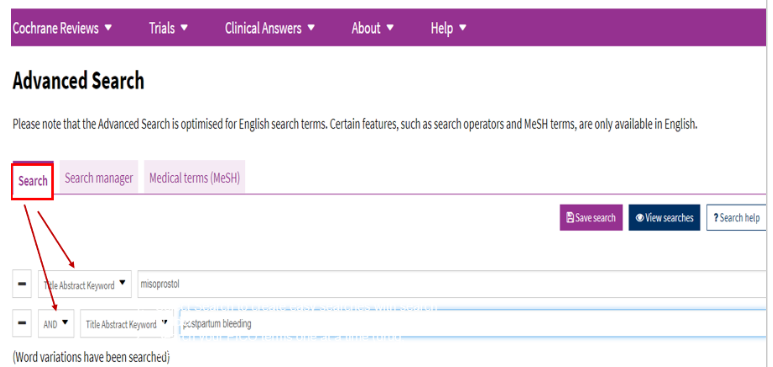 Cochrane Reviews Trials Clinical Answers About Help
Advanced Search
Please note that the Advanced Search is optimised for English search terms. Certain features, such as search operators and MeSH terms, are only available in English.
Search Search manager Medical terms (MeSH)
Save search View searches ? Search help
Title Abstract Keyword misoprostol
AND Title Abstract Keyword postpartum bleeding
(Word variations have been searched)